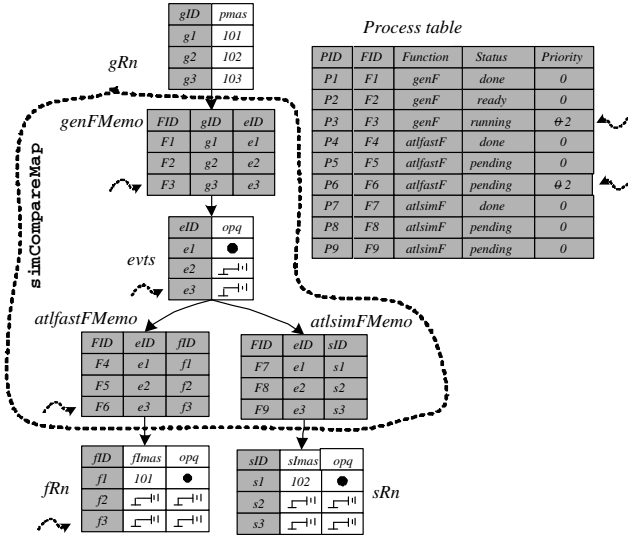 gRn
gID pmas
g1 101
g2 102
g3 103
genFMemo
FID gID eID
F1 g1 e1
F2 g2 e2
F3 g3 e3
simCompareMap
evts
eID opq
e1
e2
e3
atlfastFMemo
FID eID fID
F4 e1 f1
F5 e2 f2
F6 e3 f3
atlsimFMemo
FID eID sID
F7 e1 s1
F8 e2 s2
F9 e3 s3
fRn
fID fImas opq
f1 101
f2
f3
sRn
sID sImas opq
s1 102
s2
s3
Process table
PID FID Function Status Priority
P1 F1 genF done 0
P2 F2 genF ready 0
P3 F3 genF running 0 2
P4 F4 atlfastF done 0
P5 F5 atlfastF pending 0
P6 F6 atlfastF pending 0 2
P7 F7 atlsimF done 0
P8 F8 atlsimF pending 0
P9 F9 atlsimF pending 0